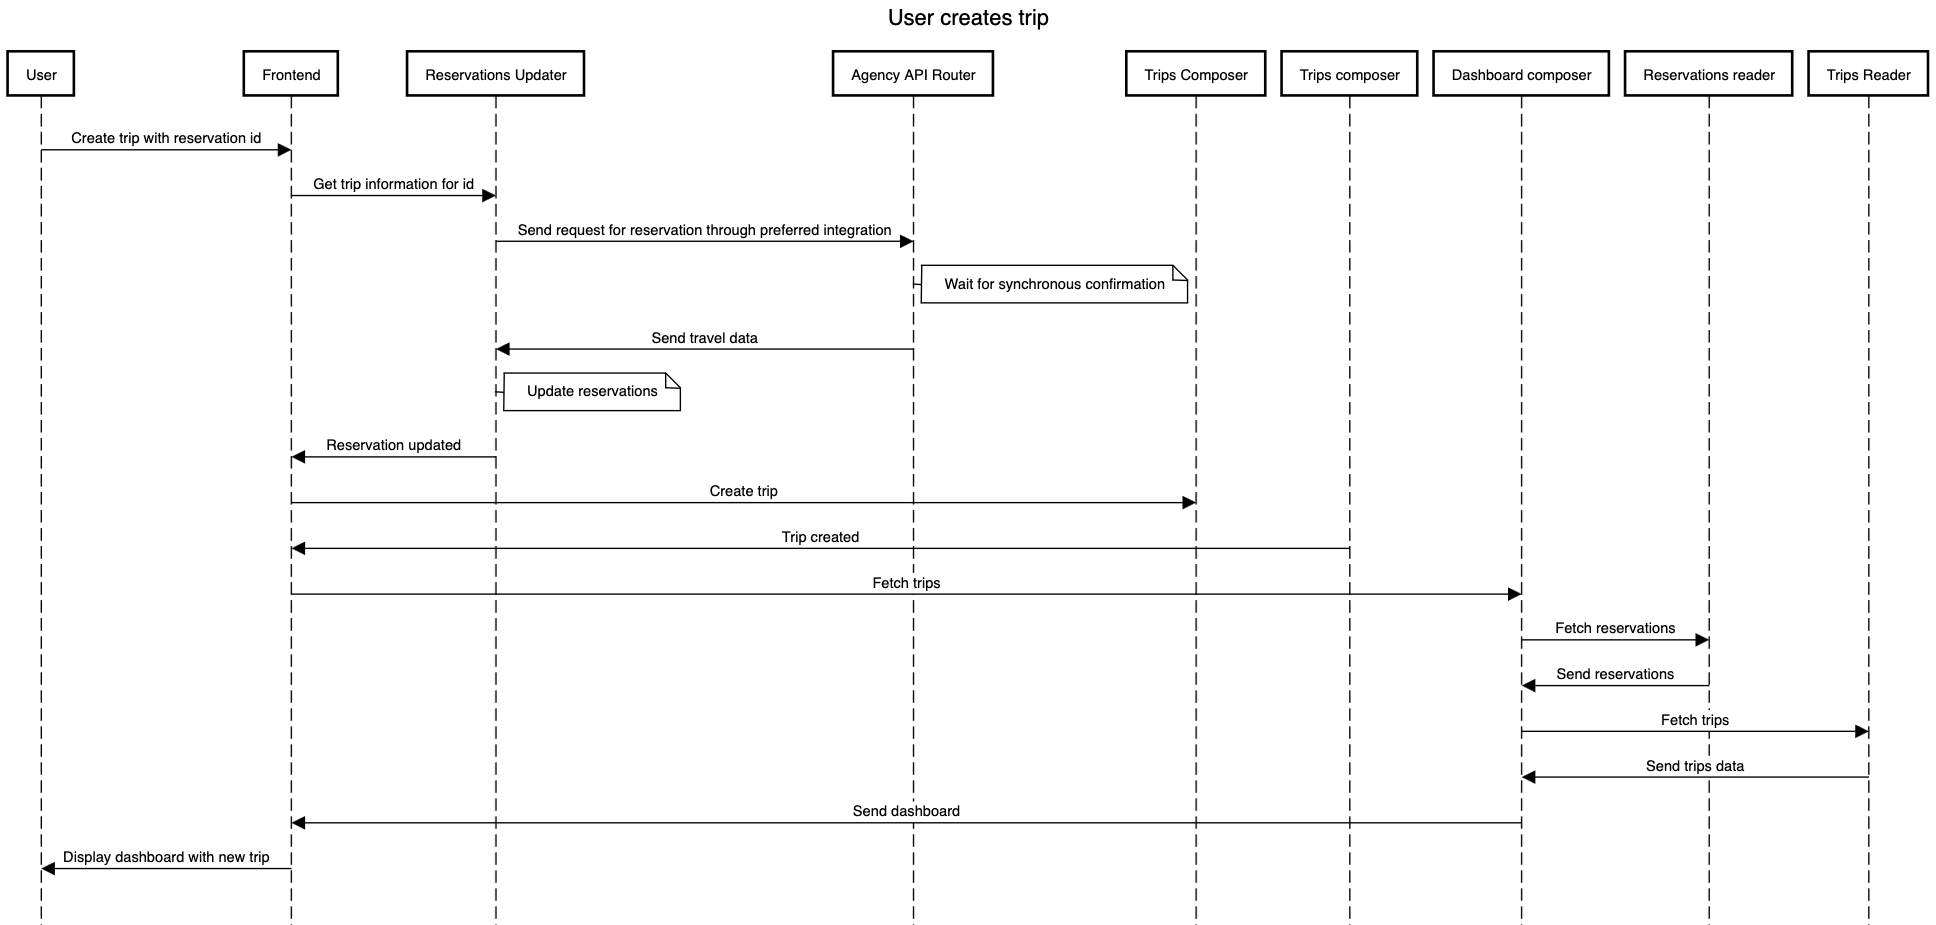 User creates trip
User
Frontend
Reservations Updater
Agency API Router
Trips Composer
Trips composer
Dashboard composer
Reservations reader
Trips Reader
Create trip with reservation id
Get trip information for id
Send request for reservation through preferred integration
Wait for synchronous confirmation
Send travel data
Update reservations
Reservation updated
Create trip
Trip created
Fetch trips
Fetch reservations
Send reservations
Fetch trips
Send trips data
Send dashboard
Display dashboard with new trip